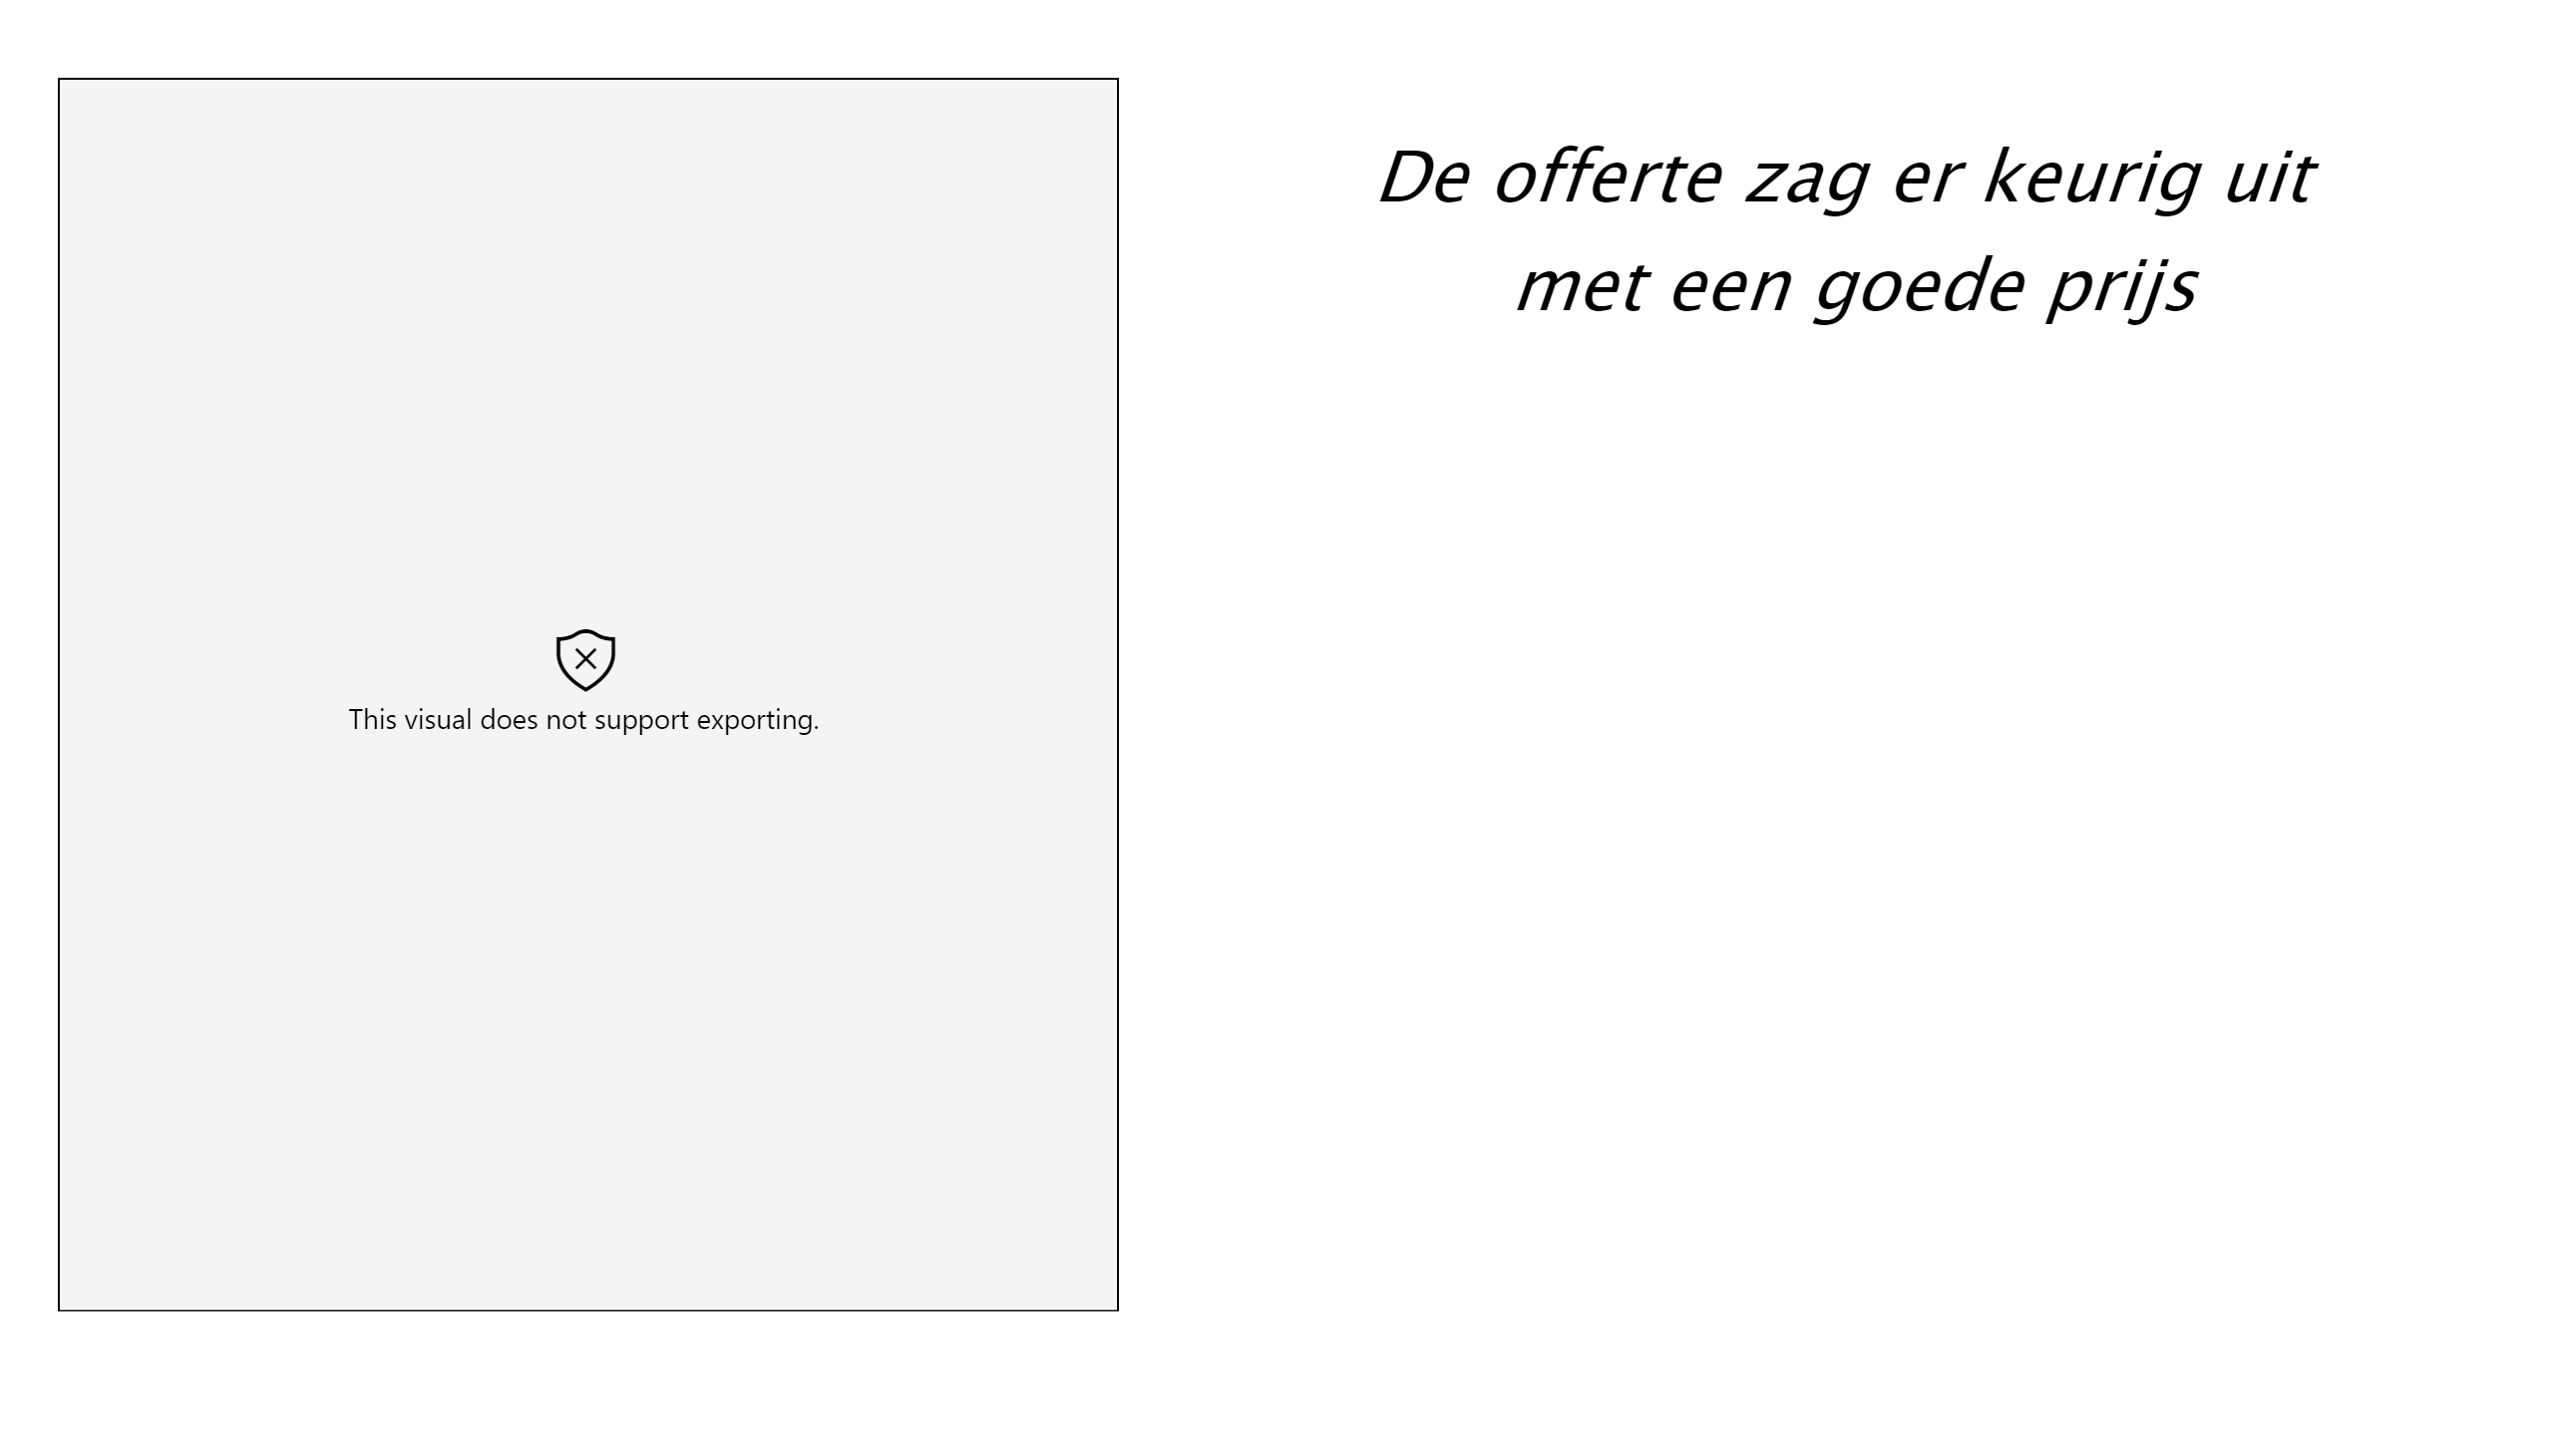 De offerte zag er keurig uit
met een goede prijs
This visual does not support exporting.